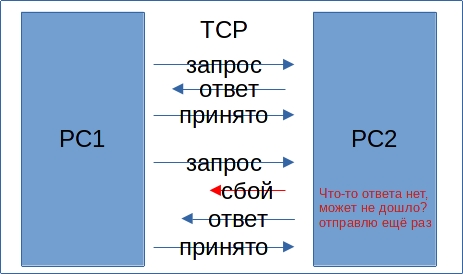 TCP
запрос
ответ
принято
PC1
PC2
запрос
сбой
Что-то ответа нет,
может не дошло?
отправлю ещё раз
ответ
принято